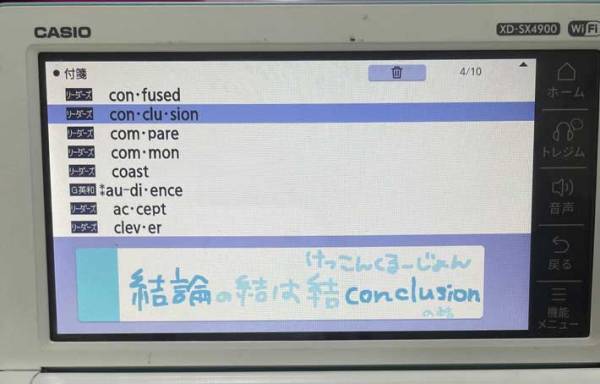 CASIO
XD-SX4900 WiFi
●付箋
4/10
リーダーズ con・fused
リーダーズ con・clu・sion
リーダーズ com・pare
リーダーズ com・mon
リーダーズ coast
G英和 ⁑au–di・ence
リーダーズ ac・cept
リーダーズ clev・er
けっこんくるーじょん
結論の結は結conclusion
の結
ホーム
トレジム
音声
戻る
機能
メニュー